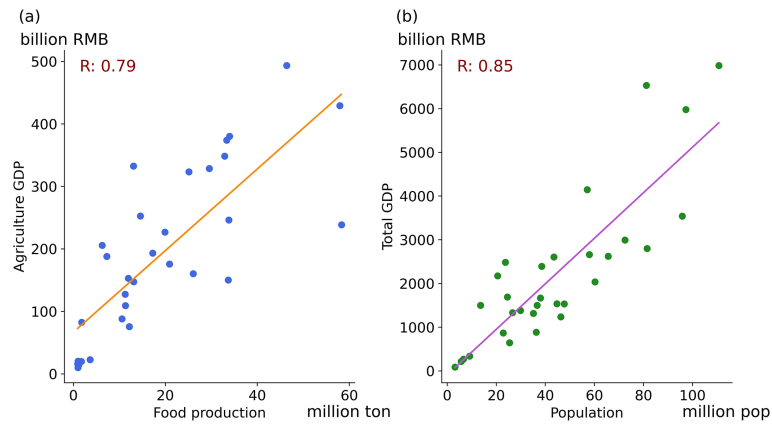 (a)
billion RMB
R: 0.79
500
400
300
200
100
0
Agriculture GDP
0 20 40 60
Food production
million ton
(b)
billion RMB
R: 0.85
7000
6000
5000
4000
3000
2000
1000
0
Total GDP
0 20 40 60 80 100
Population
million pop